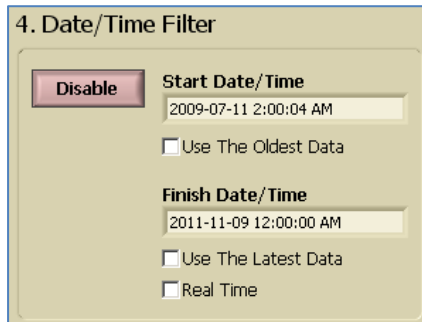 4. Date/Time Filter
Disable
Start Date/Time
2009-07-11 2:00:04 AM
Use The Oldest Data
Finish Date/Time
2011-11-09 12:00:00 AM
Use The Latest Data
Real Time